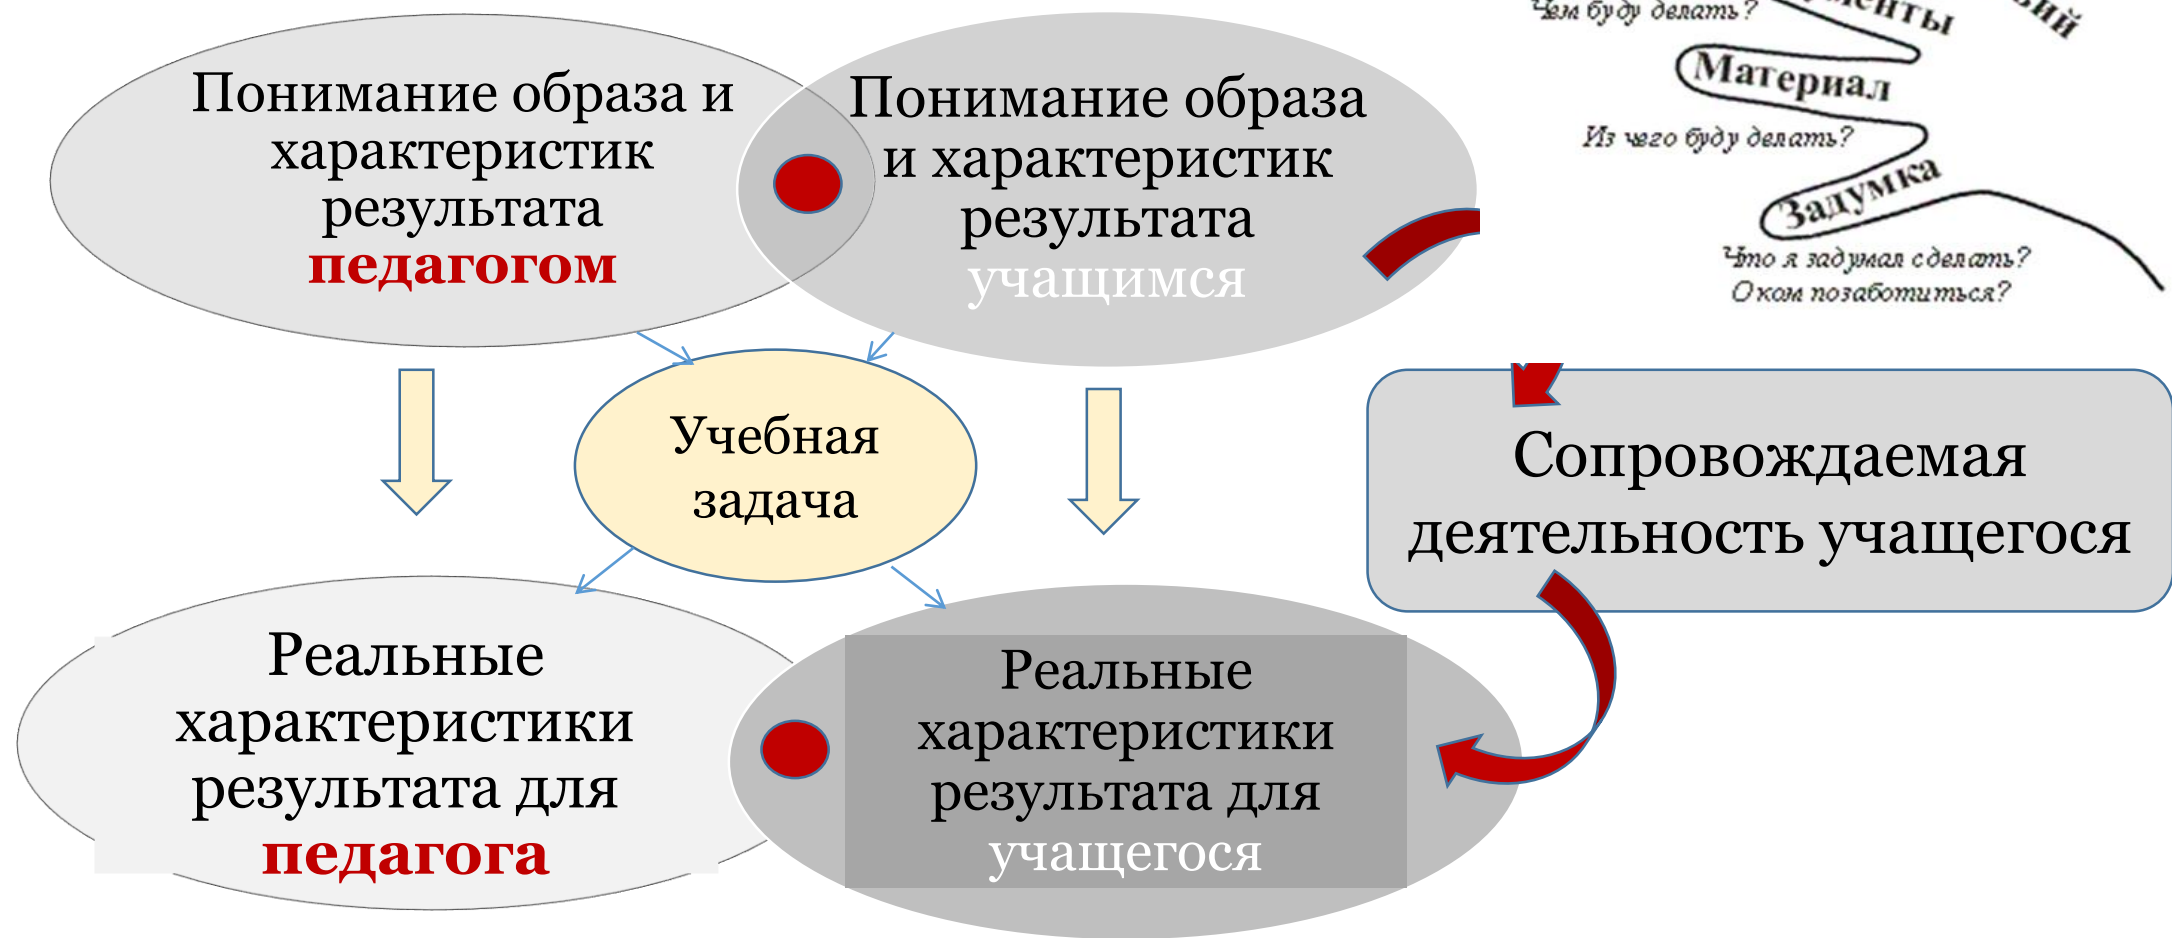 Понимание образа и
характеристик
результата
педагогом
Понимание образа
и характеристик
результата
учащимся
Чем буду делать?
Материал
Из чего буду делать?
Задумка
Что я задумал сделать?
О ком позаботиться?
Учебная
задача
Сопровождаемая
деятельность учащегося
Реальные
характеристики
результата для
педагога
Реальные
характеристики
результата для
учащегося